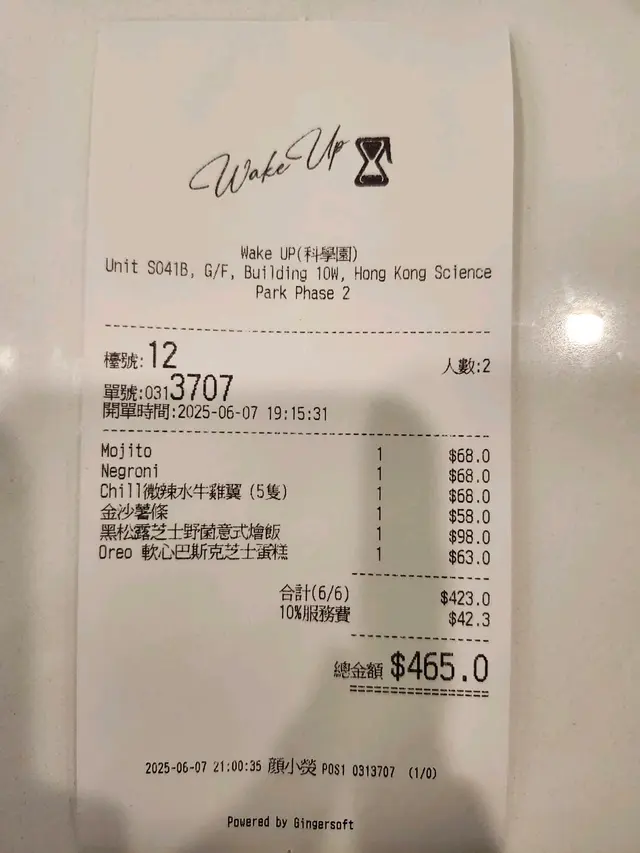 Wake Up
Wake UP(科學園)
Unit S041B, G/F, Building 10W, Hong Kong Science
Park Phase 2
檯號:12 人數:2
單號:0313707
開單時間:2025-06-07 19:15:31
Mojito 1 $68.0
Negroni 1 $68.0
Chill微辣水牛雞翼 (5隻) 1 $68.0
金沙薯條 1 $58.0
黑松露芝士野菌意式燴飯 1 $98.0
Oreo 軟心巴斯克芝士蛋糕 1 $63.0
合計(6/6) $423.0
10%服務費 $42.3
總金額 $465.0
2025-06-07 21:00:35 顏小熒 POS1 0313707 (1/0)
Powered by Gingersoft